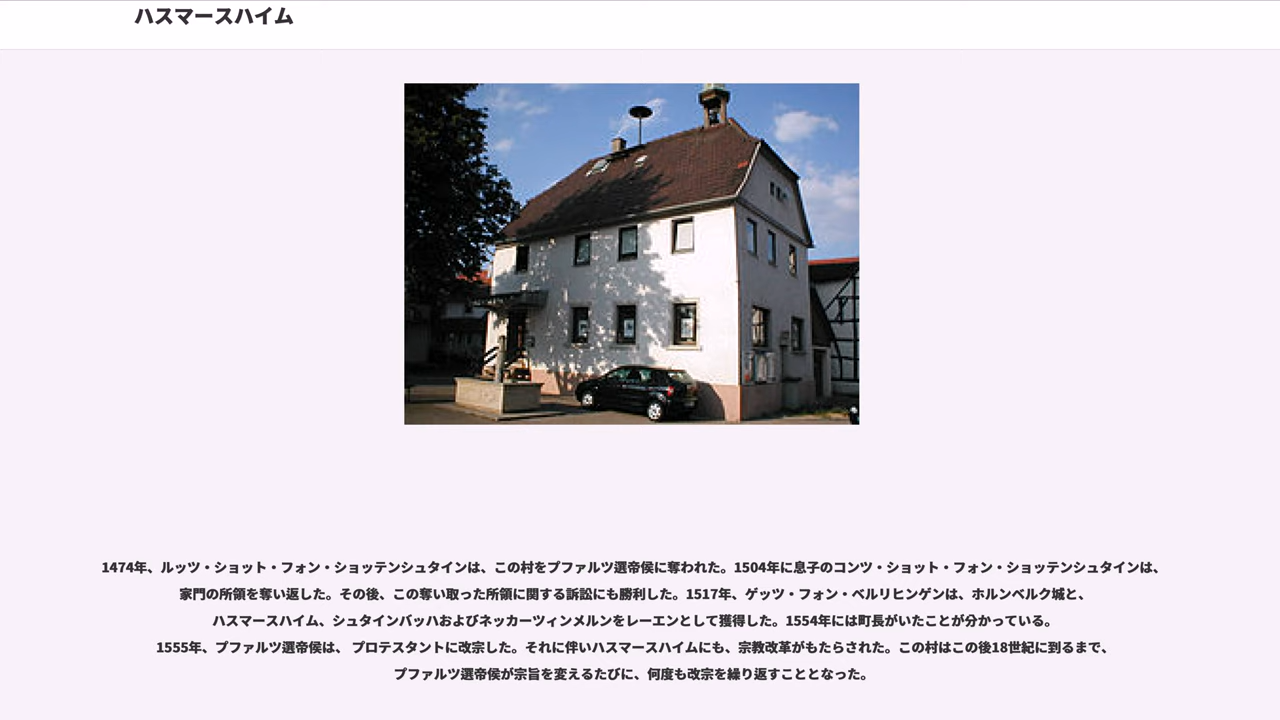 ハスマースハイム
1474年、ルッツ・ショット・フォン・ショッテンシュタインは、この村をプファルツ選帝侯に奪われた。1504年に息子のコンツ・ショット・フォン・ショッテンシュタインは、
家門の所領を奪い返した。その後、この奪い取った所領に関する訴訟にも勝利した。1517年、ゲッツ・フォン・ベルリヒンゲンは、ホルンベルク城と、
ハスマースハイム、シュタインバッハおよびネッカーツィンメルンをレーエンとして獲得した。1554年には町長がいたことが分かっている。
1555年、プファルツ選帝侯は、 プロテスタントに改宗した。それに伴いハスマースハイムにも、宗教改革がもたらされた。この村はこの後18世紀に到るまで、
プファルツ選帝侯が宗旨を変えるたびに、何度も改宗を繰り返すこととなった。